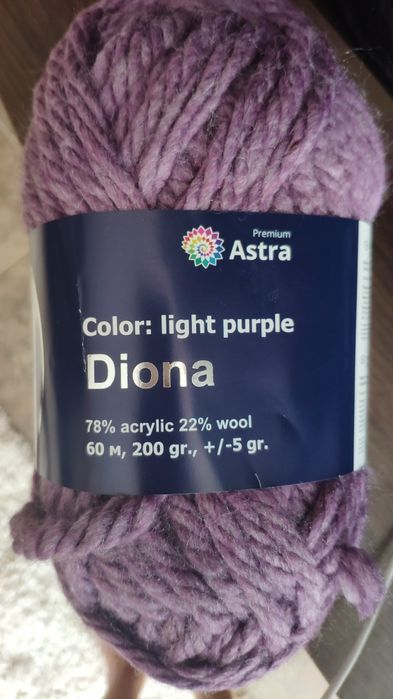 Premium
Astra
Color: light purple
Diona
78% acrylic 22% wool
60 м, 200 gr., +/-5 gr.